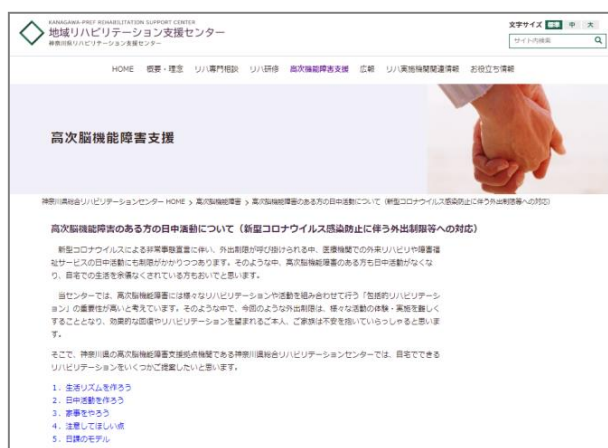 KANAGAWA-PREF REHABILITATION SUPPORT CENTER
地域リハビリテーション支援センター
神奈川県リハビリテーション支援センター
文字サイズ 標準 中 大
サイト内検索
HOME 概要・理念 リハ専門相談 リハ研修 高次脳機能障害支援 広報 リハ実施機関関連情報 お役立ち情報
高次脳機能障害支援
神奈川県総合リハビリテーションセンター HOME > 高次脳機能障害 > 高次脳機能障害のある方の日中活動について（新型コロナウイルス感染防止に伴う外出制限等への対応）
高次脳機能障害のある方の日中活動について（新型コロナウイルス感染防止に伴う外出制限等への対応）
新型コロナウイルスによる非常事態宣言に伴い、外出制限が呼び掛けられる中、医療機関での外来リハビリや障害福
祉サービスの日中活動にも制限がかかりつつあります。そのような中、高次脳機能障害のある方も日中活動がなくな
り、自宅での生活を余儀なくされている方もおいでと思います。
当センターでは、高次脳機能障害には様々なリハビリテーションや活動を組み合わせて行う「包括的リハビリテーシ
ョン」の重要性が高いと考えています。そのような中で、今回のような外出制限は、様々な活動の体験・実施を難しく
することとなり、効果的な回復やリハビリテーションを望まれるご本人、ご家族は不安を抱いていらっしゃると思いま
す。
そこで、神奈川県の高次脳機能障害支援拠点機関である神奈川県総合リハビリテーションセンターでは、自宅でできる
リハビリテーションをいくつかご提案したいと思います。
1．生活リズムを作ろう
2．日中活動を作ろう
3．家事をやろう
4．注意してほしい点
5．日課のモデル